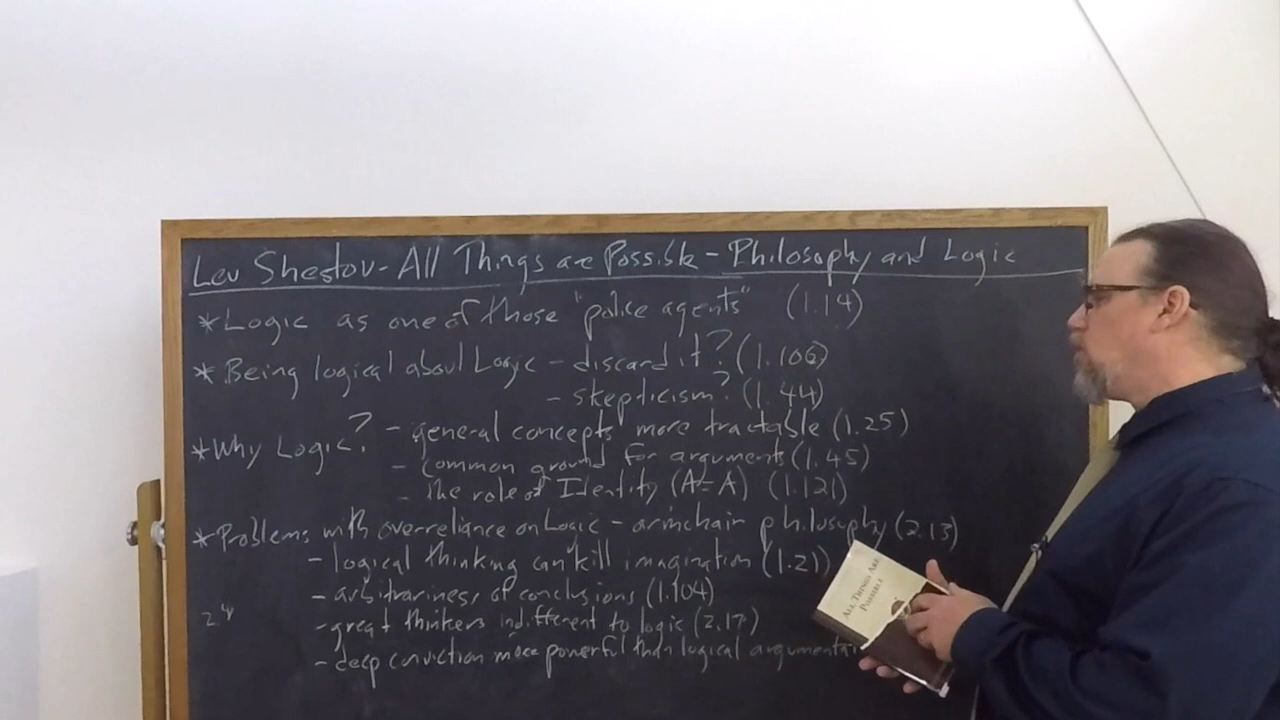 Lev Shestov - All Things are Possible - Philosophy and Logic
* Logic as one of those "police agents" (1.14)
* Being logical about Logic - discard it? (1.106)
- skepticism? (1.44)
* Why Logic? - general concepts more tractable (1.25)
- common ground for arguments (1.45)
- the role of Identity (A=A) (1.121)
* Problems with over-reliance on Logic - armchair philosophy (2.13)
- logical thinking can kill imagination (1.21)
- arbitrariness of conclusions (1.104)
- great thinkers indifferent to logic (2.17)
- deep conviction more powerful than logical
24
ALL THINGS ARE
POSSIBLE